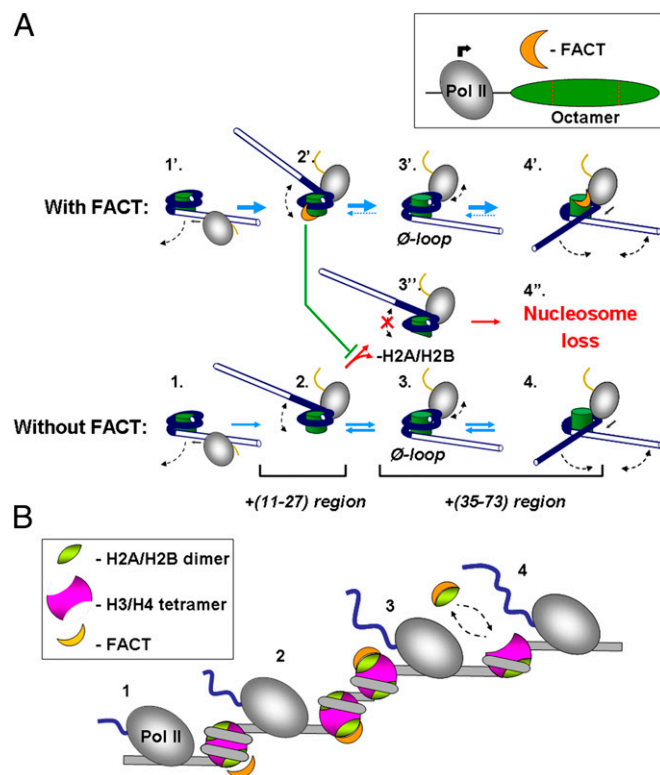 A
- FACT
Pol II
Octamer
1'.
2'.
3'.
4'.
With FACT:
Ø-loop
3''.
4''.
Nucleosome
loss
-H2A/H2B
1.
2.
3.
4.
Without FACT:
Ø-loop
+(11-27) region
+(35-73) region
B
- H2A/H2B dimer
- H3/H4 tetramer
- FACT
1
2
3
4
Pol II